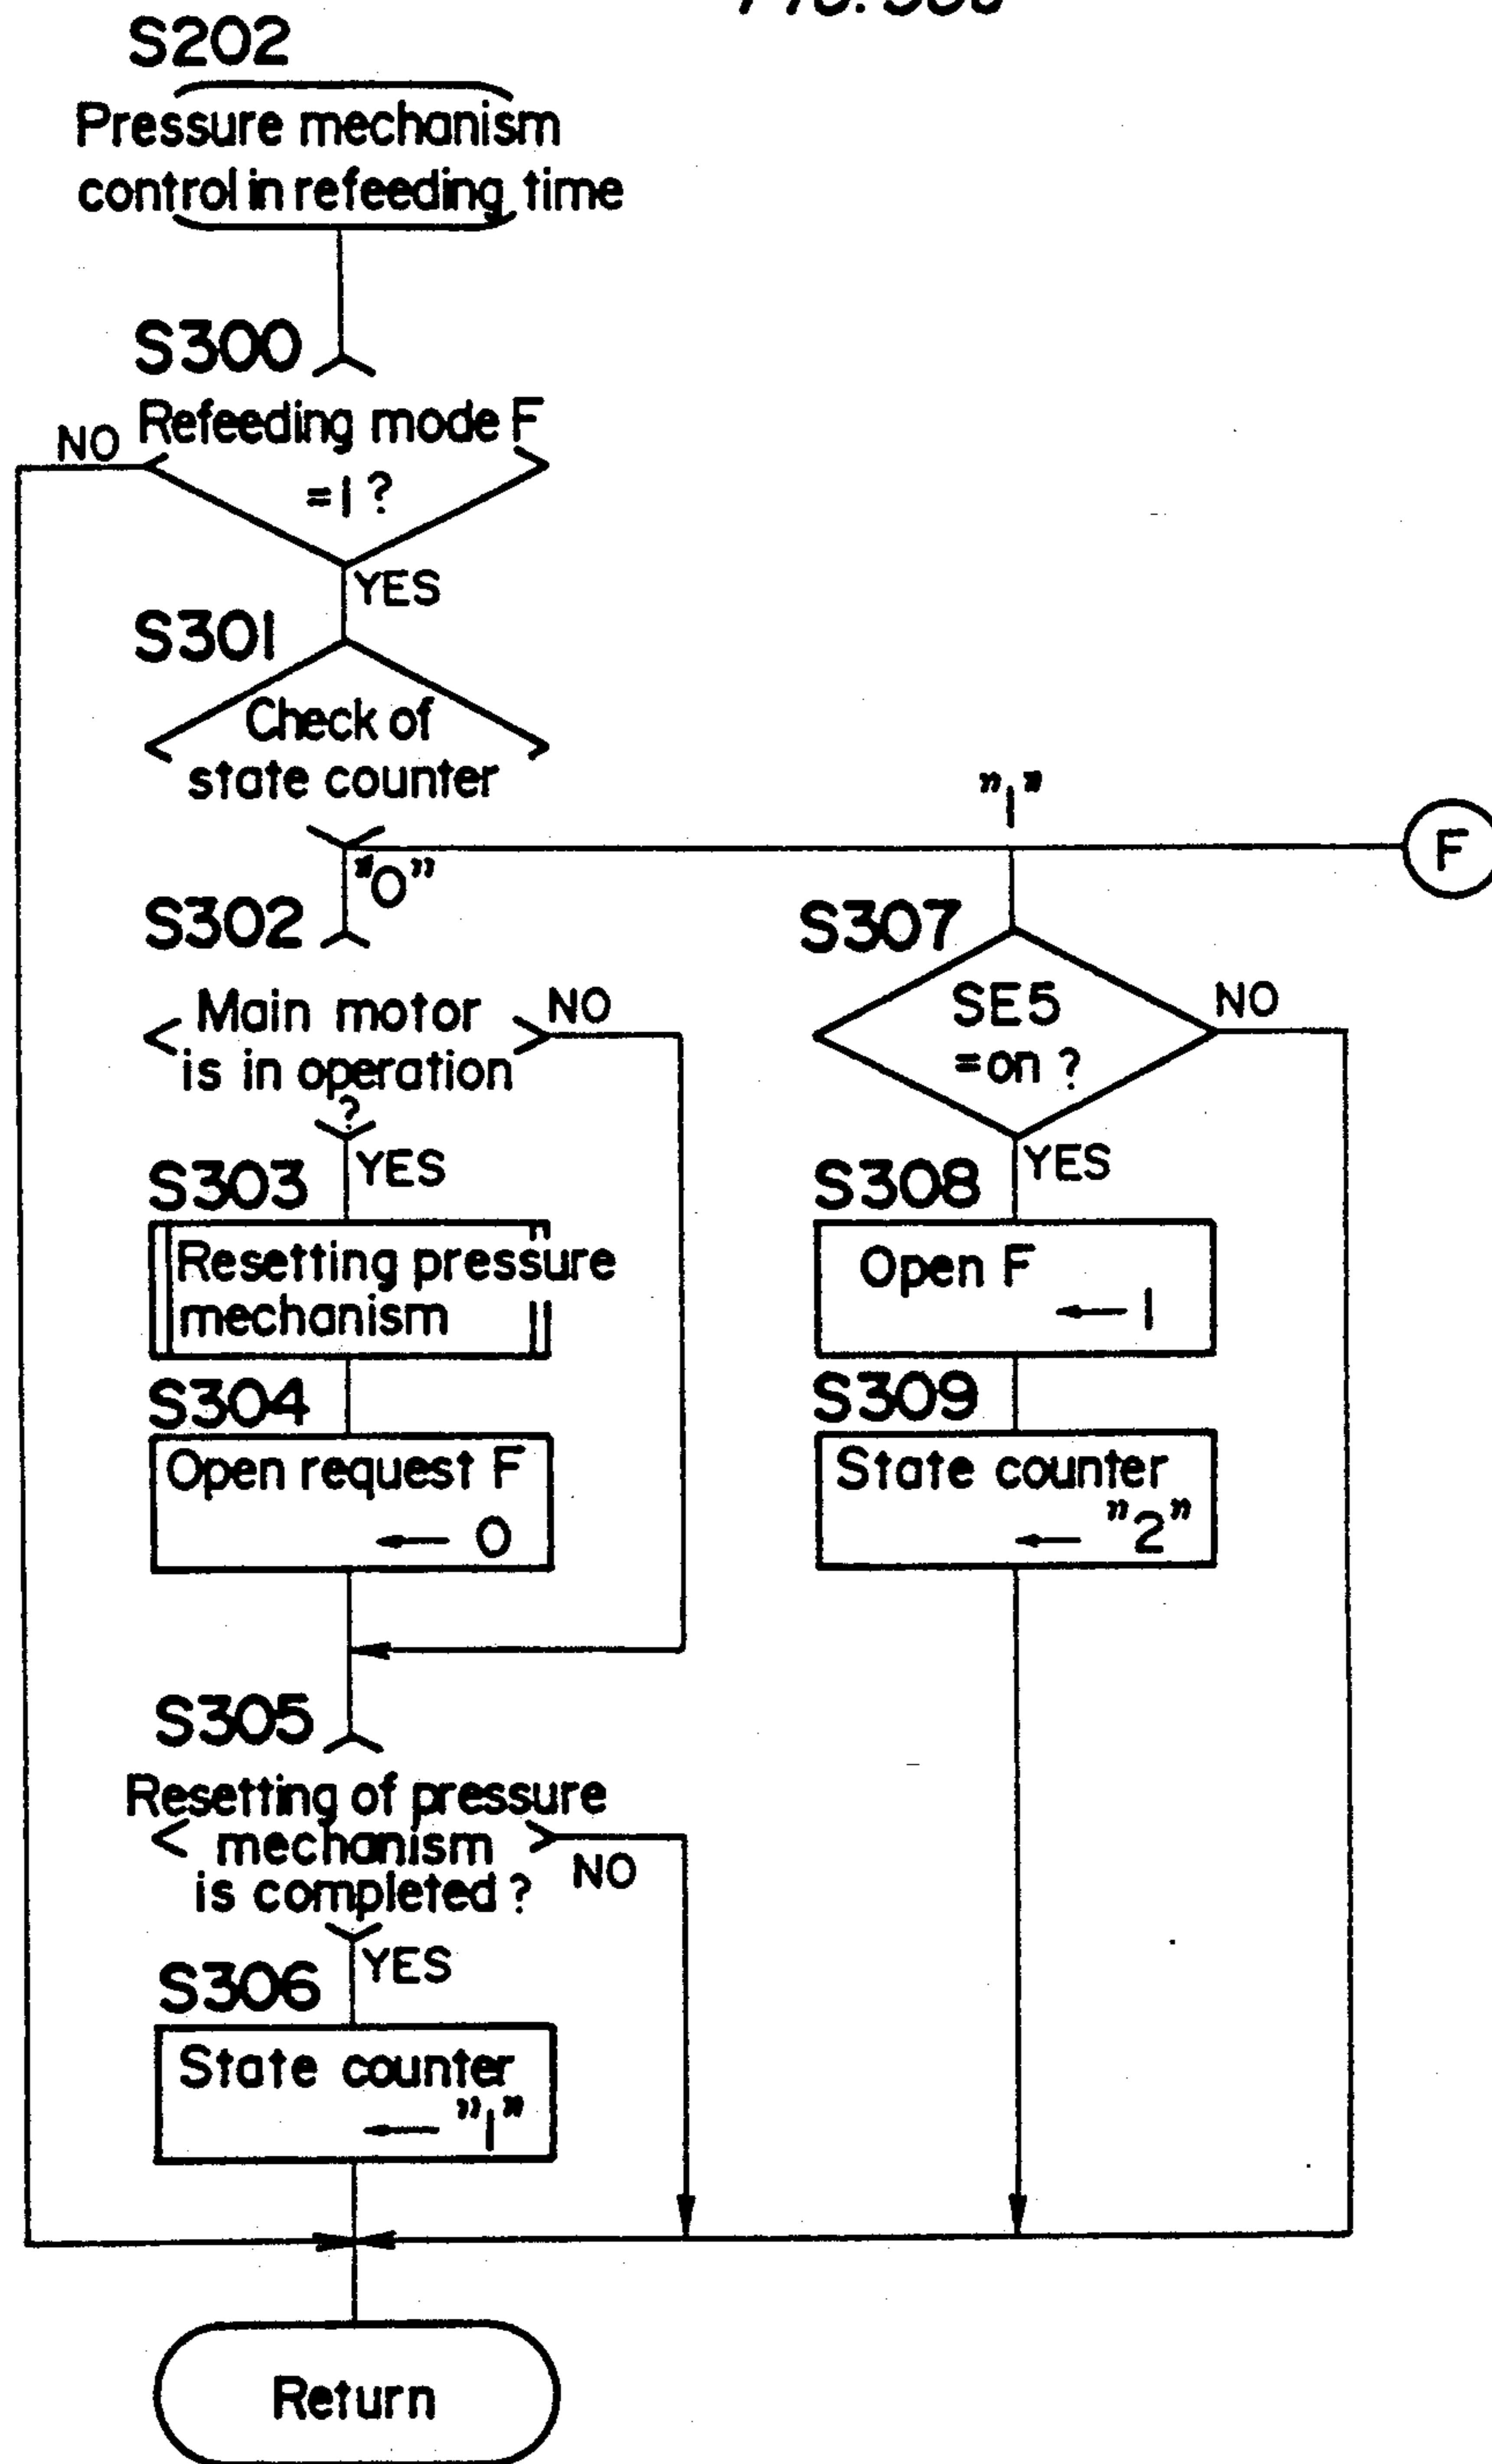 S202
Pressure mechanism
control in refeeding time
S300
Refeeding mode F
=1 ?
NO
YES
S301
Check of
state counter
"0"
"1"
F
S302
Main motor
is in operation
?
NO
YES
S303
Resetting pressure
mechanism
S304
Open request F
← 0
S305
Resetting of pressure
mechanism
is completed ?
NO
YES
S306
State counter
← "1"
S307
SE5
=on ?
NO
YES
S308
Open F
← 1
S309
State counter
← "2"
Return